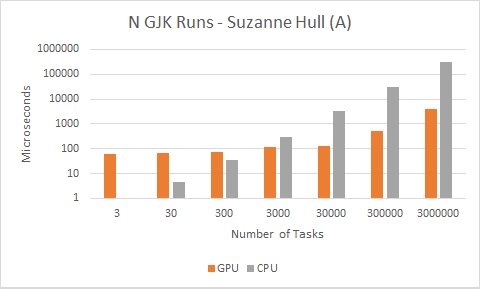 N GJK Runs - Suzanne Hull (A)
Microseconds
1000000
100000
10000
1000
100
10
1
3 30 300 3000 30000 300000 3000000
Number of Tasks
GPU CPU